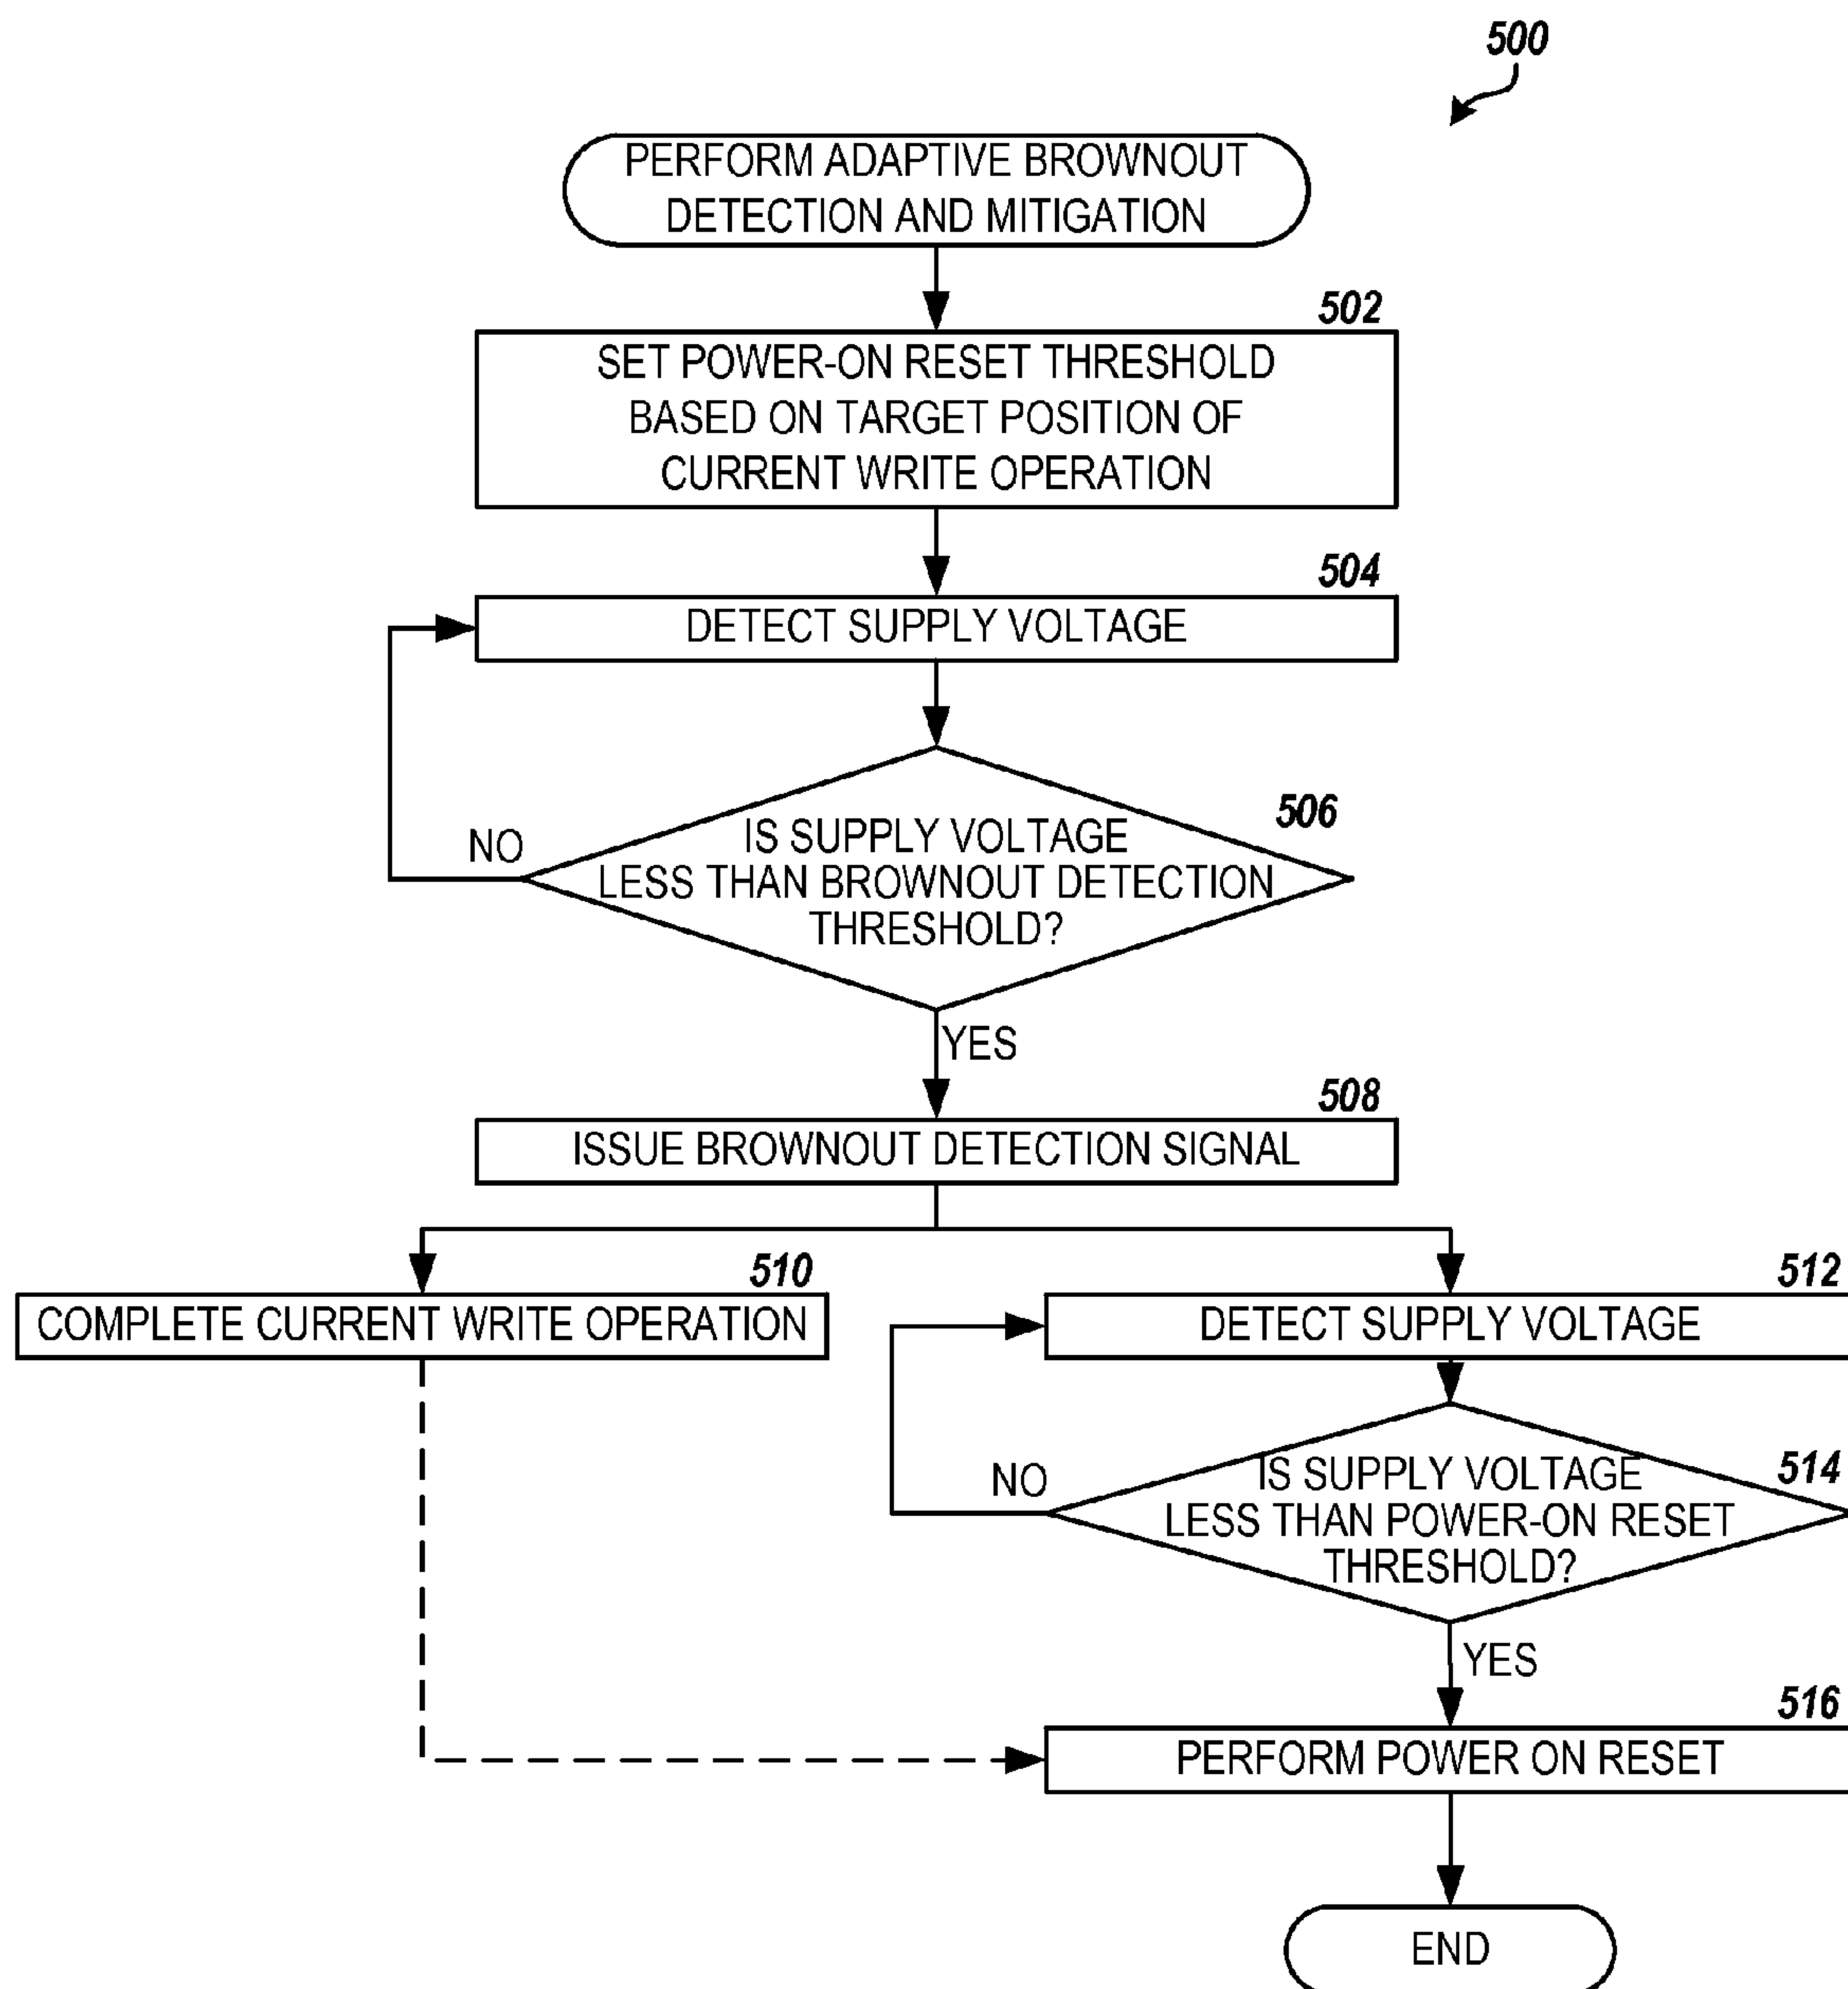 500
PERFORM ADAPTIVE BROWNOUT
DETECTION AND MITIGATION
502
SET POWER-ON RESET THRESHOLD
BASED ON TARGET POSITION OF
CURRENT WRITE OPERATION
504
DETECT SUPPLY VOLTAGE
506
IS SUPPLY VOLTAGE
LESS THAN BROWNOUT DETECTION
THRESHOLD?
NO
YES
508
ISSUE BROWNOUT DETECTION SIGNAL
510
COMPLETE CURRENT WRITE OPERATION
512
DETECT SUPPLY VOLTAGE
514
IS SUPPLY VOLTAGE
LESS THAN POWER-ON RESET
THRESHOLD?
NO
YES
516
PERFORM POWER ON RESET
END